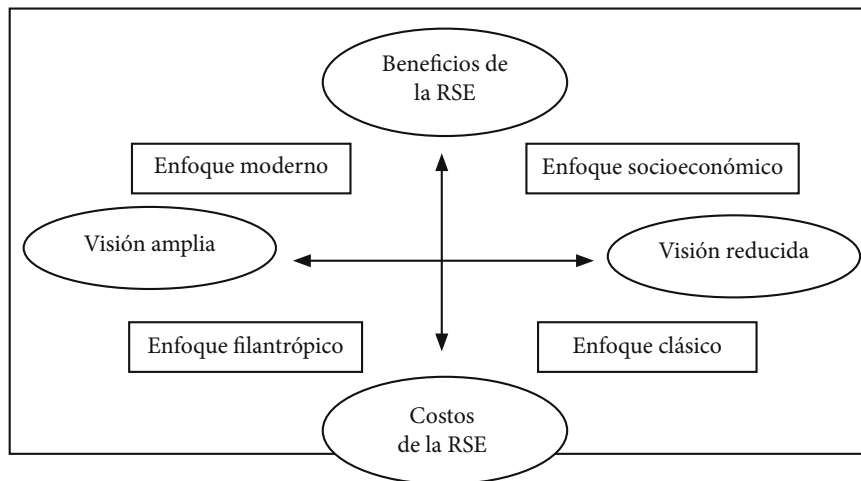 Beneficios de
la RSE
Enfoque moderno
Enfoque socioeconómico
Visión amplia
Visión reducida
Enfoque filantrópico
Enfoque clásico
Costos
de la RSE